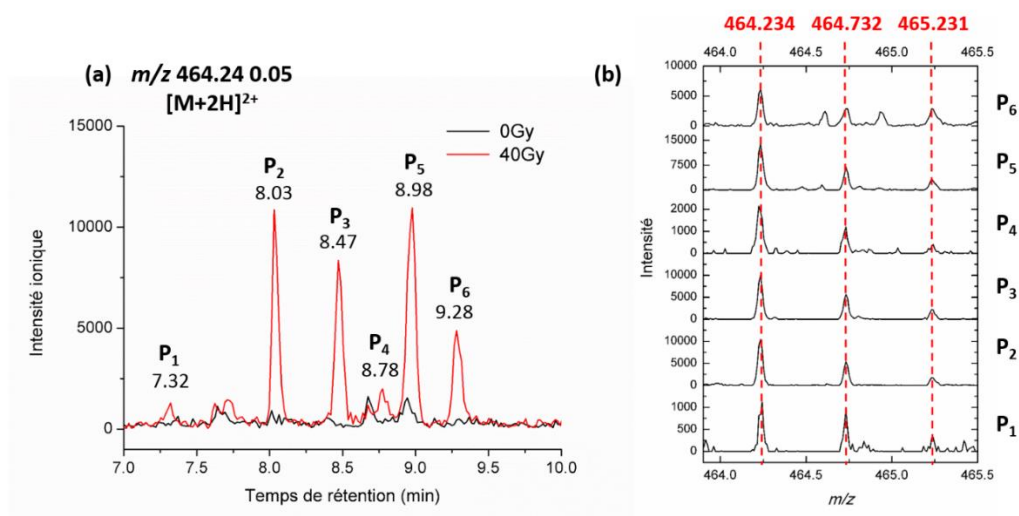 (a) m/z 464.24 0.05
[M+2H]²⁺
15000
10000
5000
0
Intensité ionique
0Gy
40Gy
P₁
7.32
P₂
8.03
P₃
8.47
P₄
8.78
P₅
8.98
P₆
9.28
7.0 7.5 8.0 8.5 9.0 9.5 10.0
Temps de rétention (min)
(b)
464.234 464.732 465.231
464.0 464.5 465.0 465.5
10000
5000
0
P₆
15000
7500
0
P₅
2000
1000
0
P₄
10000
5000
0
P₃
10000
5000
0
P₂
1000
500
0
P₁
Intensité
464.0 464.5 465.0 465.5
m/z